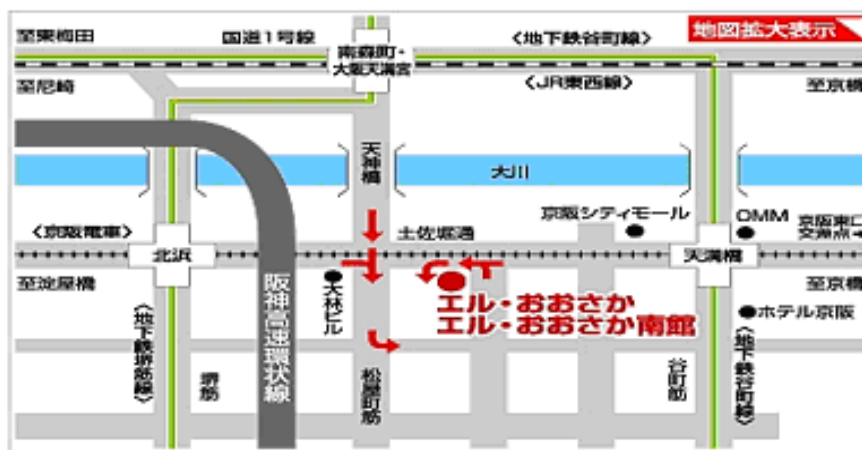 至東梅田
国道1号線
南森町・
大阪天満宮
〈地下鉄谷町線〉
地図拡大表示
至尼崎
〈JR東西線〉
至京橋
天神橋
大川
京阪シティモール
OMM
京阪東口
交差点
〈京阪電車〉
北浜
土佐堀通
天満橋
至淀屋橋
大林ビル
エル・おおさか
エル・おおさか南館
至京橋
ホテル京阪
〈地下鉄堺筋線〉
堺筋
阪神高速環状線
松屋町筋
谷町筋
〈地下鉄谷町線〉